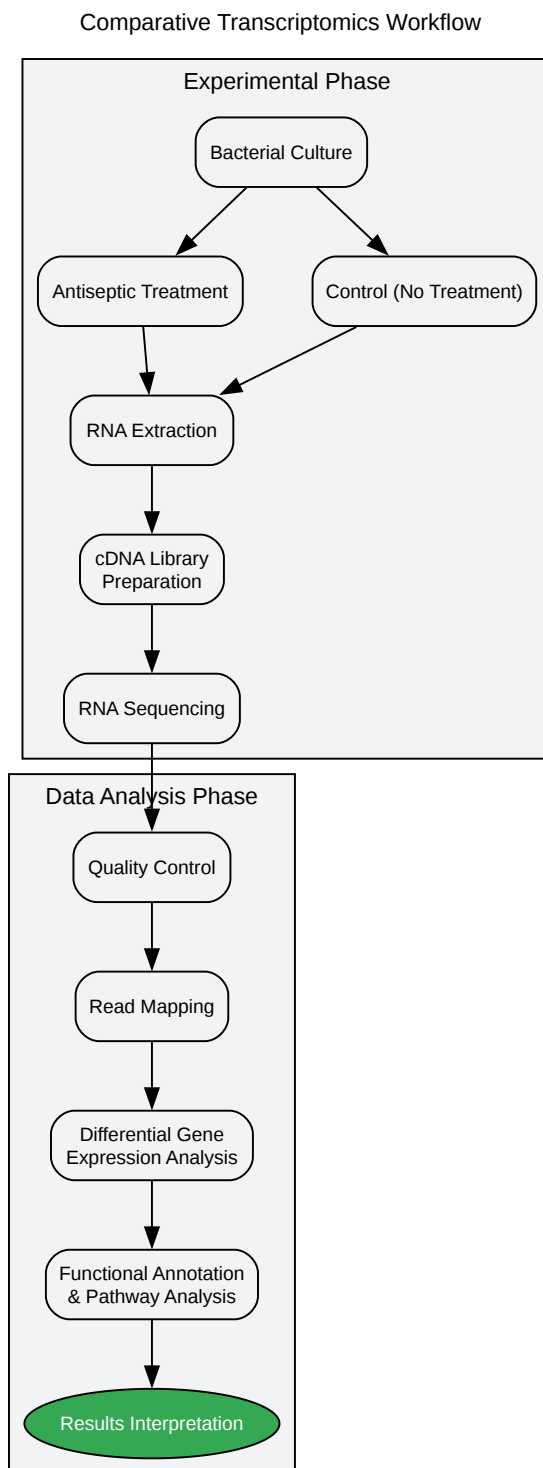 Comparative Transcriptomics Workflow
Experimental Phase
Bacterial Culture
Antiseptic Treatment
Control (No Treatment)
RNA Extraction
cDNA Library
Preparation
RNA Sequencing
Data Analysis Phase
Quality Control
Read Mapping
Differential Gene
Expression Analysis
Functional Annotation
& Pathway Analysis
Results Interpretation